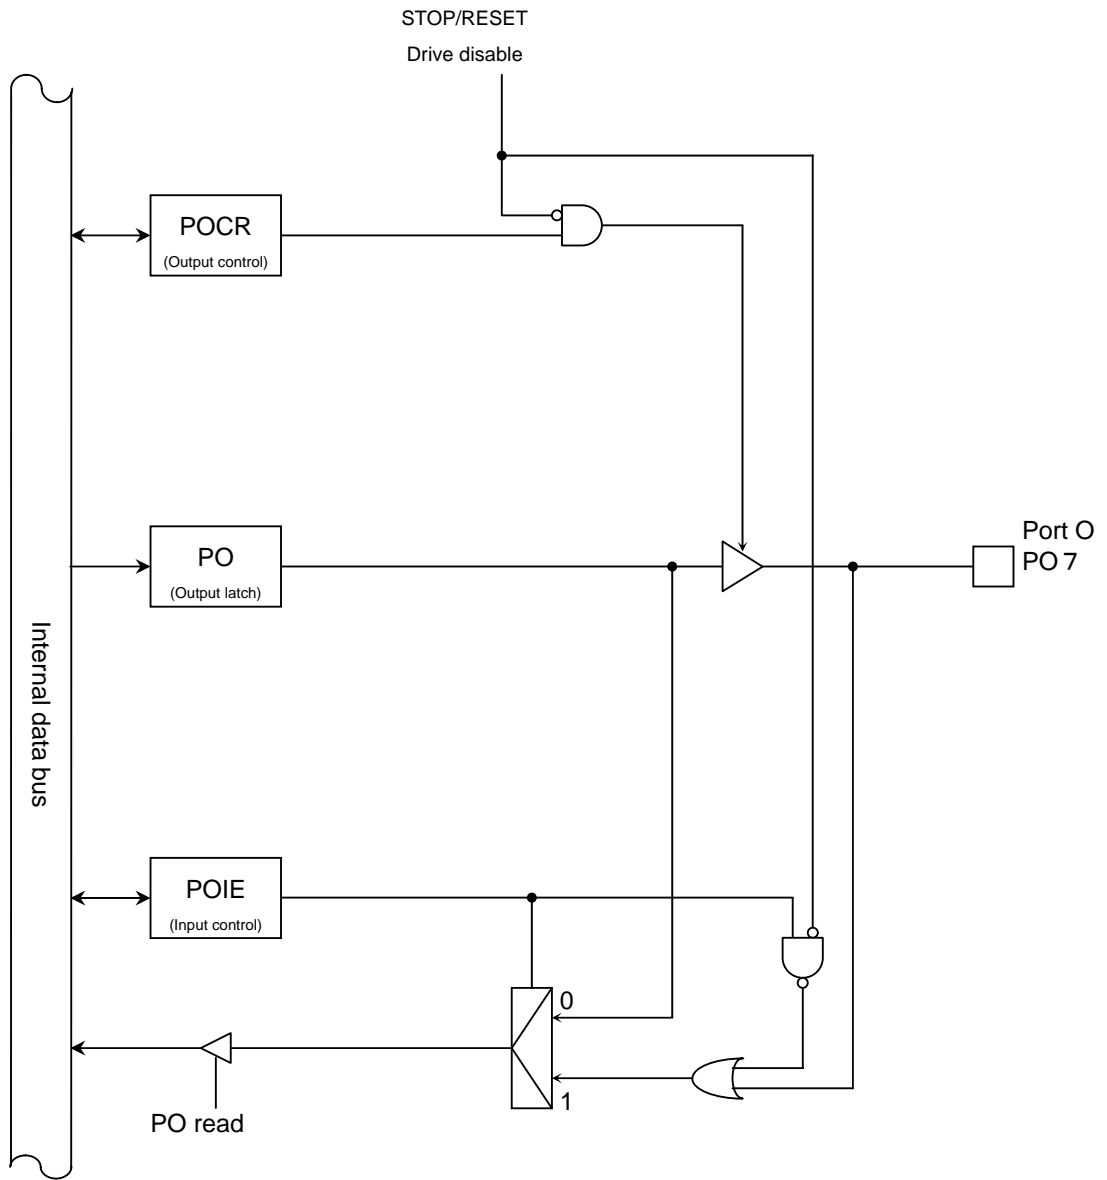 STOP/RESET
Drive disable
POCR
(Output control)
Port O
PO 7
PO
(Output latch)
Internal data bus
POIE
(Input control)
0
1
PO read